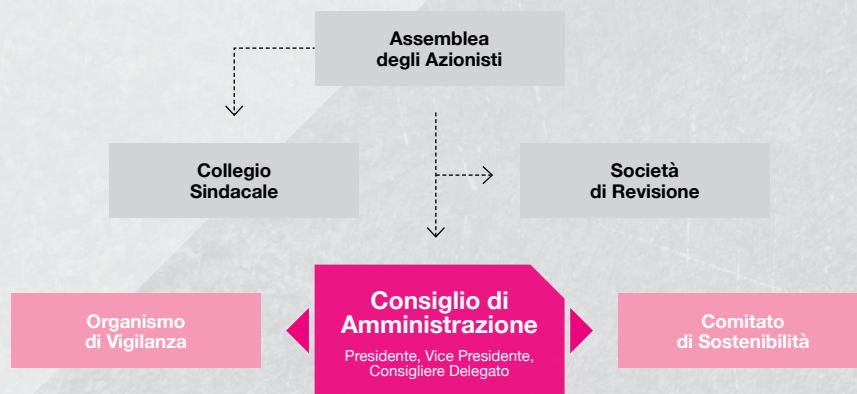 Assemblea
degli Azionisti
Collegio
Sindacale
Società
di Revisione
Organismo
di Vigilanza
Consiglio di
Amministrazione
Presidente, Vice Presidente,
Consigliere Delegato
Comitato
di Sostenibilità